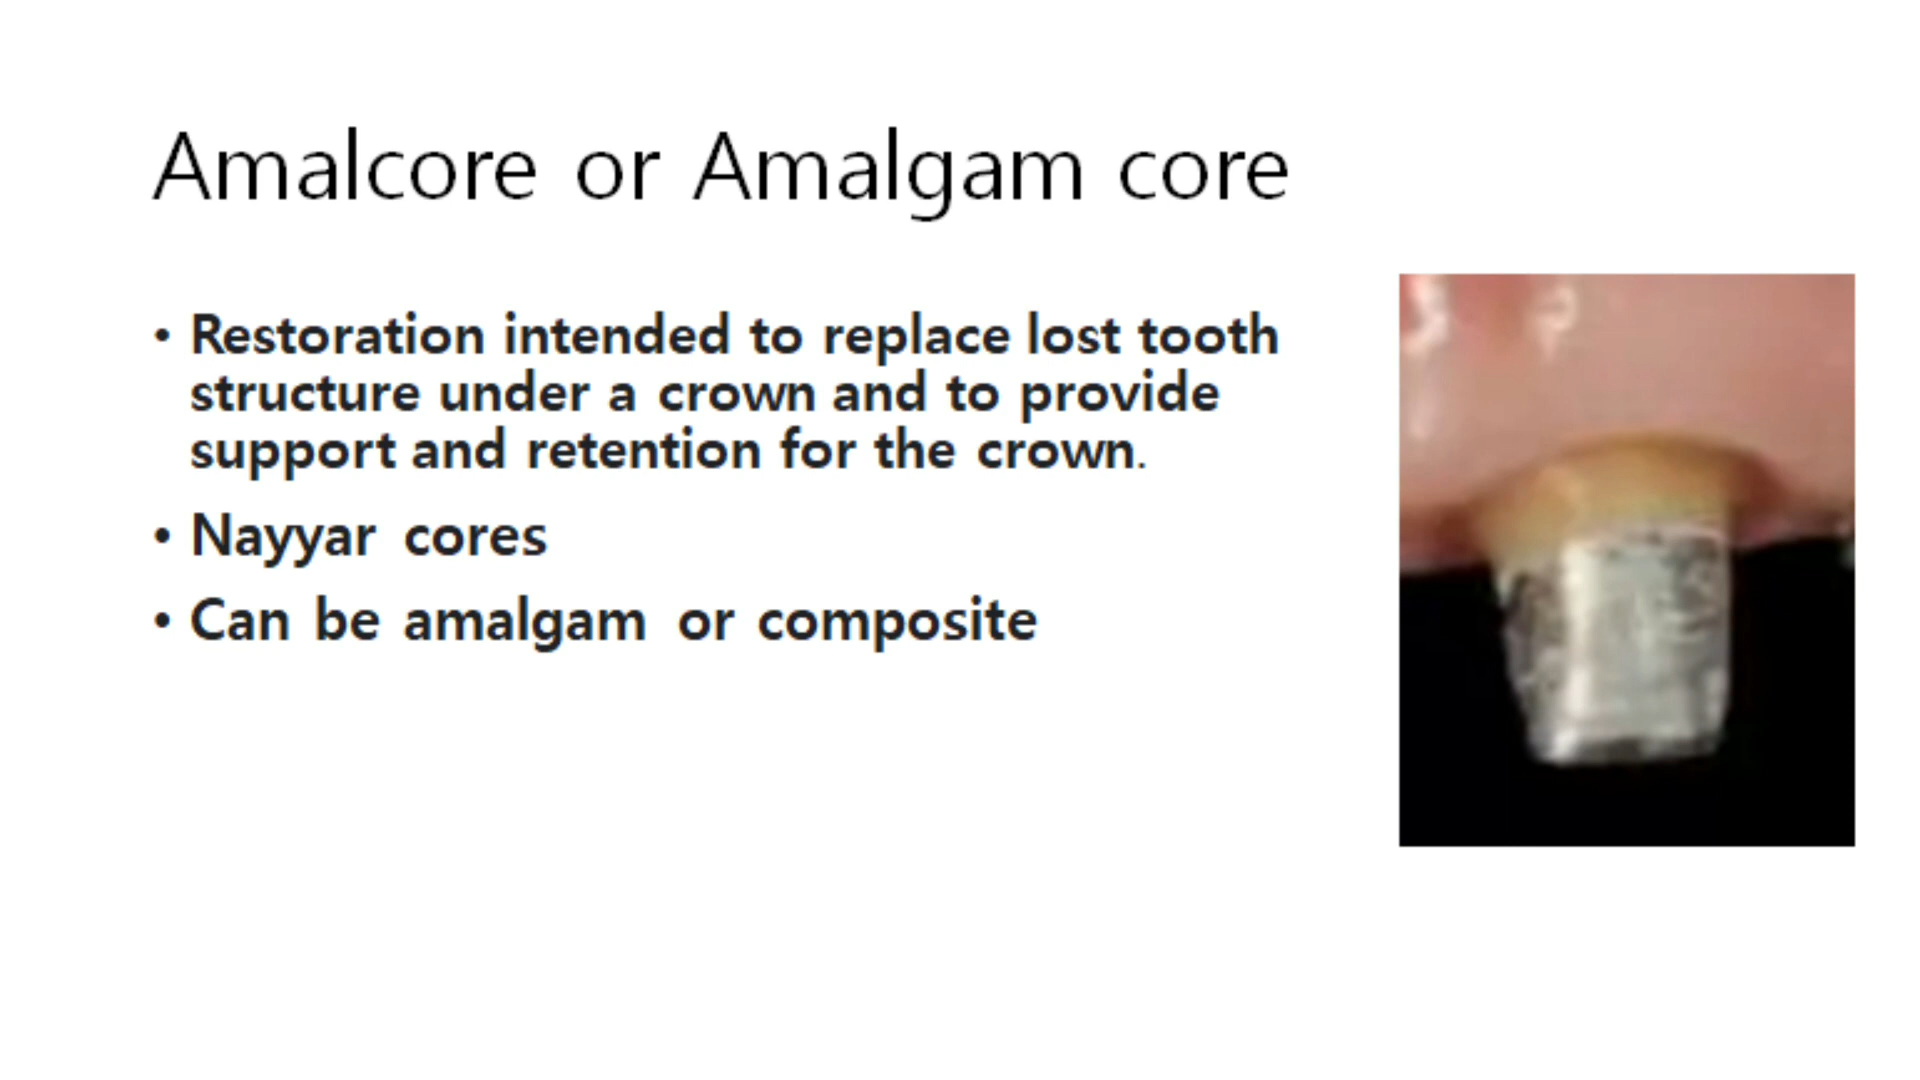 Amalcore or Amalgam core
• Restoration intended to replace lost tooth
structure under a crown and to provide
support and retention for the crown.
• Nayyar cores
• Can be amalgam or composite